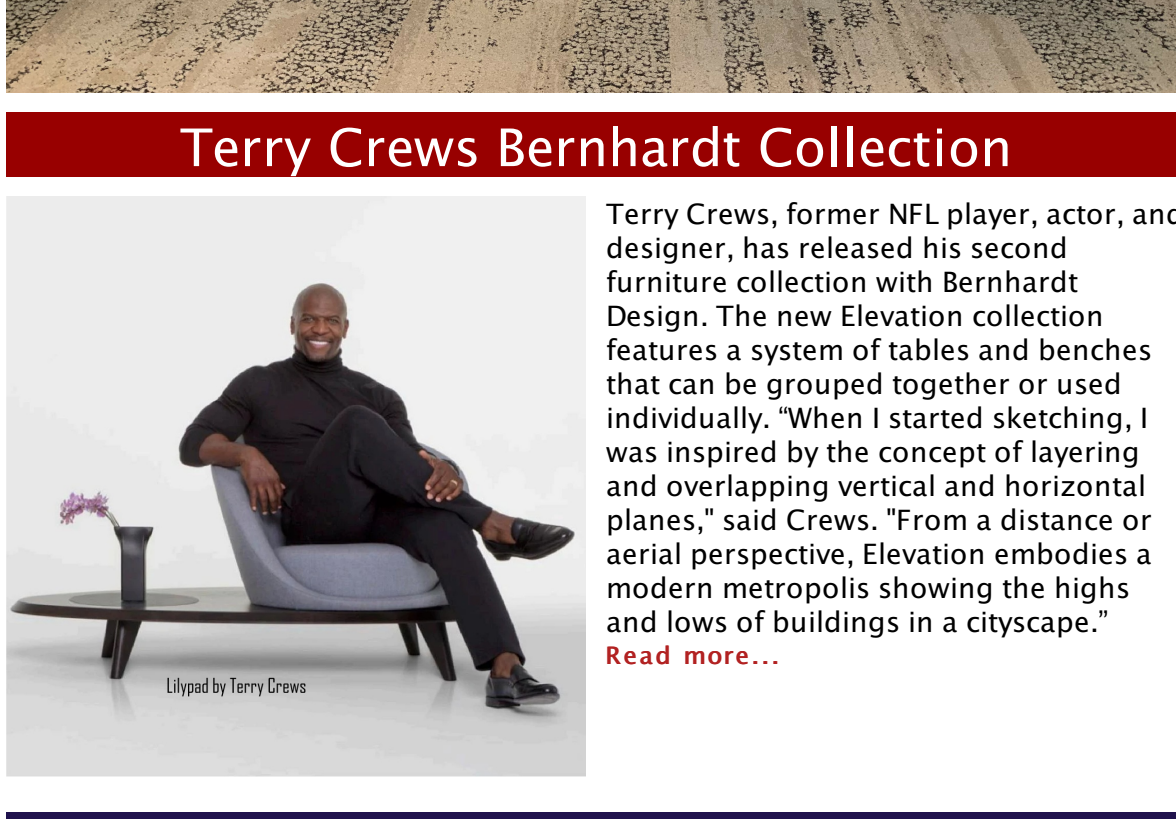 Terry Crews Bernhardt Collection
Terry Crews, former NFL player, actor, and
designer, has released his second
furniture collection with Bernhardt
Design. The new Elevation collection
features a system of tables and benches
that can be grouped together or used
individually. “When I started sketching, I
was inspired by the concept of layering
and overlapping vertical and horizontal
planes," said Crews. "From a distance or
aerial perspective, Elevation embodies a
modern metropolis showing the highs
and lows of buildings in a cityscape.”
Read more...
Lilypad by Terry Crews